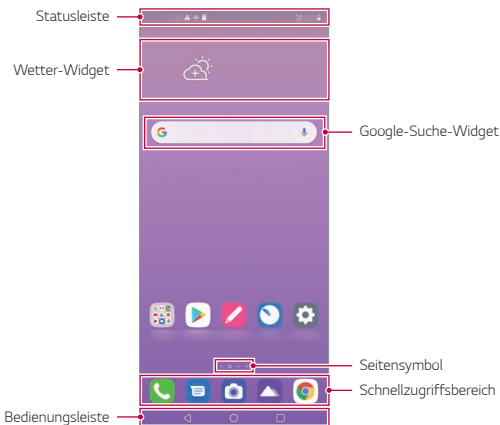 Statusleiste
Wetter-Widget
Google-Suche-Widget
Seitensymbol
Schnellzugriffsbereich
Bedienungsleiste